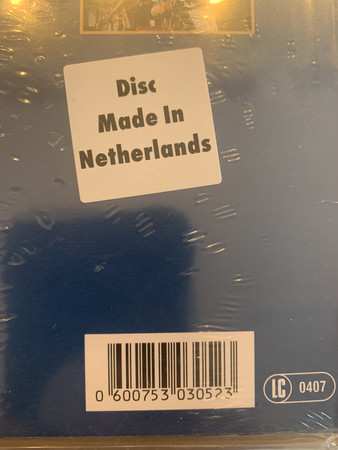 Disc
Made In
Netherlands
0 600753 030523
LC 0407